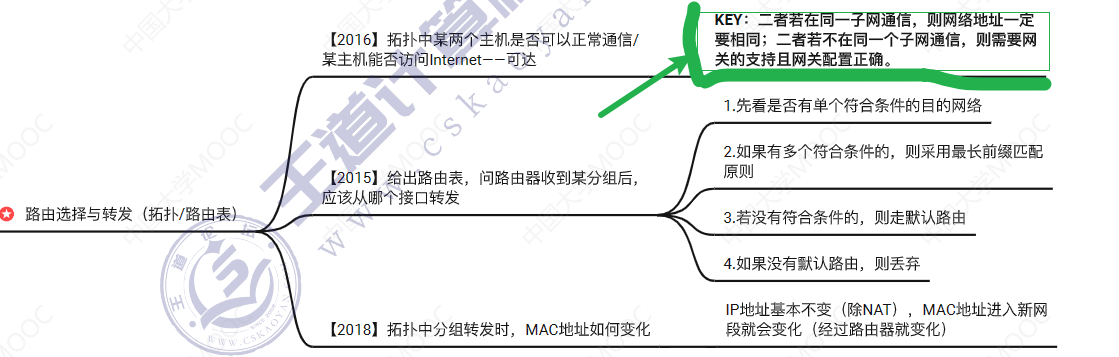 KEY：二者若在同一子网通信，则网络地址一定
要相同；二者若不在同一个子网通信，则需要网
关的支持且网关配置正确。
【2016】拓扑中某两个主机是否可以正常通信/
某主机能否访问Internet——可达
1.先看是否有单个符合条件的目的网络
2.如果有多个符合条件的，则采用最长前缀匹配
原则
【2015】给出路由表，问路由器收到某分组后，
应该从哪个接口转发
路由选择与转发（拓扑/路由表）
3.若没有符合条件的，则走默认路由
4.如果没有默认路由，则丢弃
【2018】拓扑中分组转发时，MAC地址如何变化
IP地址基本不变（除NAT），MAC地址进入新网
段就会变化（经过路由器就变化）
中国大学MOOC
王道计算机
www.cskaoyan
WWW.CSKAOYAN